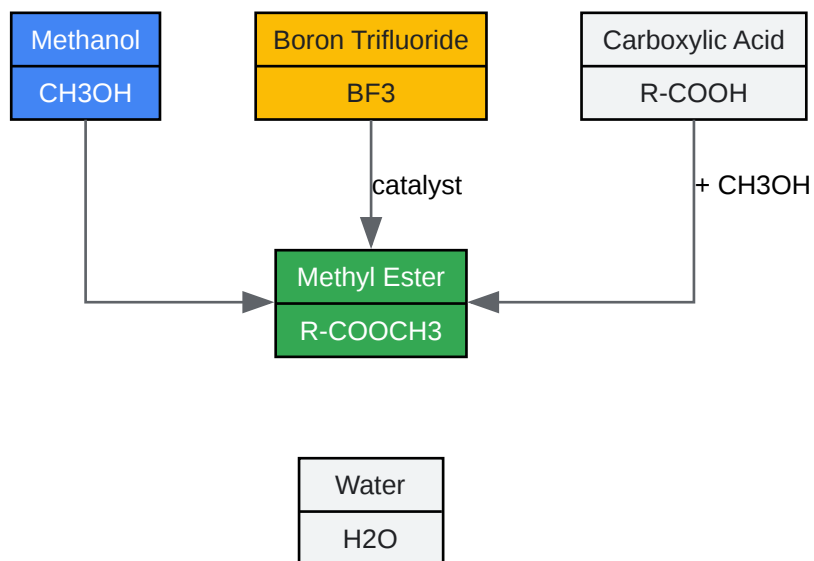 Methanol
CH3OH
Boron Trifluoride
BF3
Carboxylic Acid
R-COOH
catalyst
+ CH3OH
Methyl Ester
R-COOCH3
Water
H2O